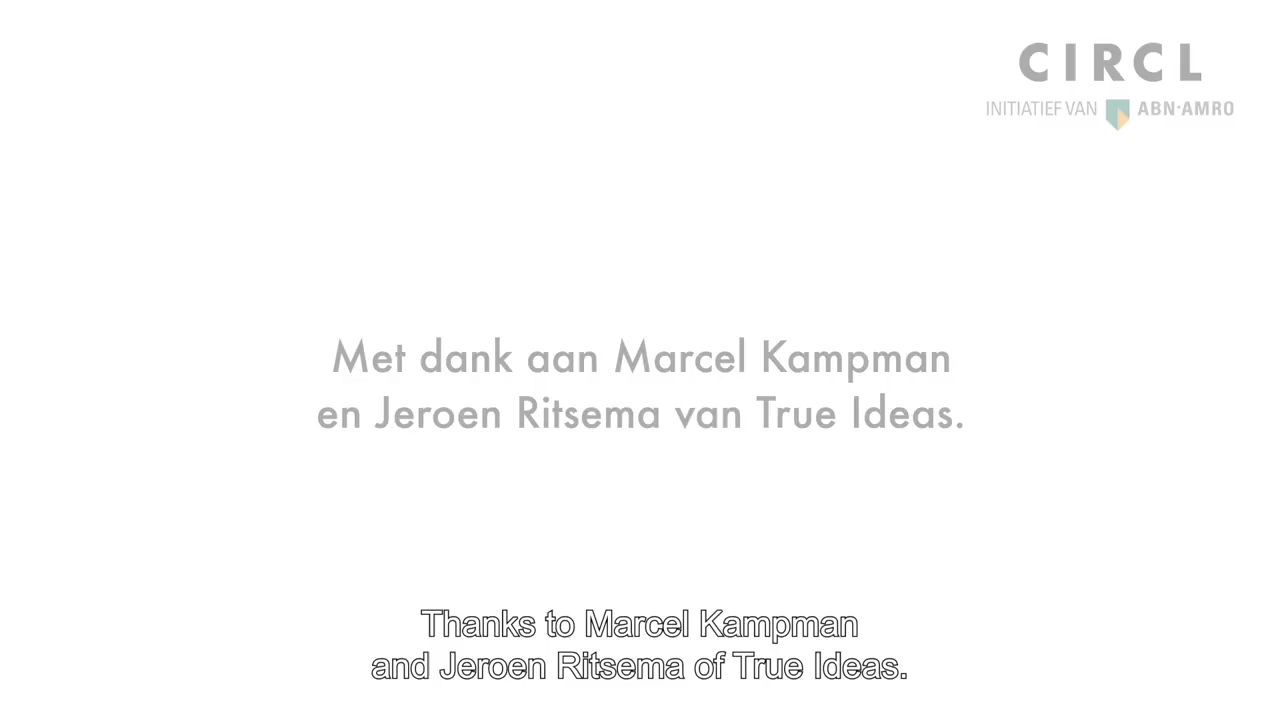 CIRCL
INITIATIEF VAN ABN·AMRO
Met dank aan Marcel Kampman
en Jeroen Ritsema van True Ideas.
Thanks to Marcel Kampman
and Jeroen Ritsema of True Ideas.